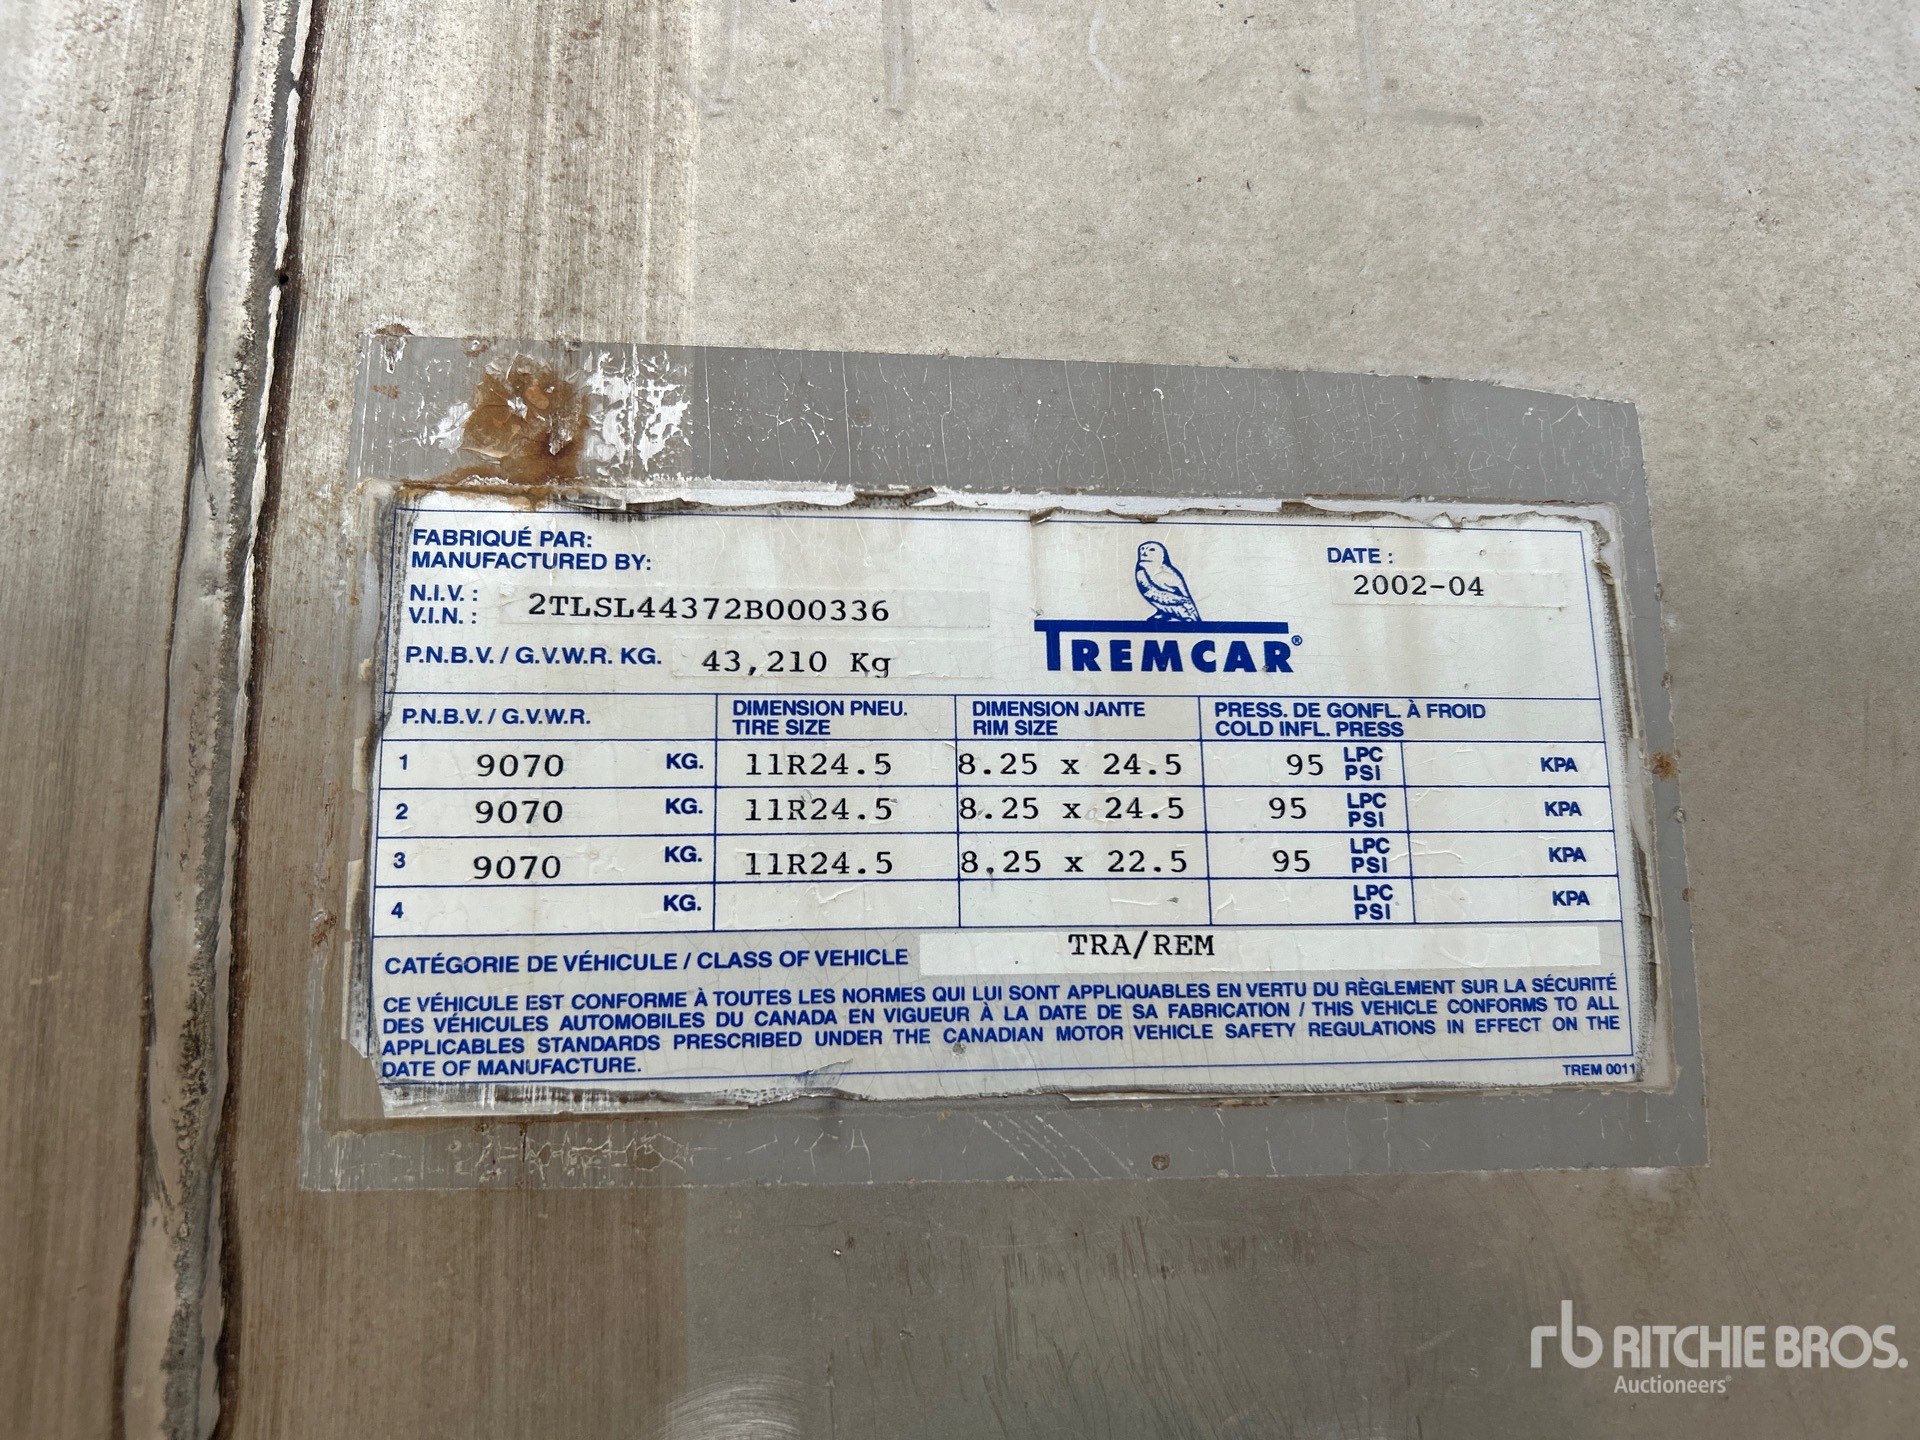 FABRIQUÉ PAR:
MANUFACTURED BY:
N.I.V. :
V.I.N. :
2TLSL44372B000336
P.N.B.V. / G.V.W.R. KG. 43,210 Kg
TREMCAR®
DATE :
2002-04
P.N.B.V. / G.V.W.R.
DIMENSION PNEU.
TIRE SIZE
DIMENSION JANTE
RIM SIZE
PRESS. DE GONFL. À FROID
COLD INFL. PRESS
1 9070 KG. 11R24.5 8.25 x 24.5 95 LPC PSI KPA
2 9070 KG. 11R24.5 8.25 x 24.5 95 LPC PSI KPA
3 9070 KG. 11R24.5 8.25 x 22.5 95 LPC PSI KPA
4 KG. LPC PSI KPA
CATÉGORIE DE VÉHICULE / CLASS OF VEHICLE TRA/REM
CE VÉHICULE EST CONFORME À TOUTES LES NORMES QUI LUI SONT APPLIQUABLES EN VERTU DU RÈGLEMENT SUR LA SÉCURITÉ
DES VÉHICULES AUTOMOBILES DU CANADA EN VIGUEUR À LA DATE DE SA FABRICATION / THIS VEHICLE CONFORMS TO ALL
APPLICABLES STANDARDS PRESCRIBED UNDER THE CANADIAN MOTOR VEHICLE SAFETY REGULATIONS IN EFFECT ON THE
DATE OF MANUFACTURE.
TREM 0011
rb RITCHIE BROS.
Auctioneers